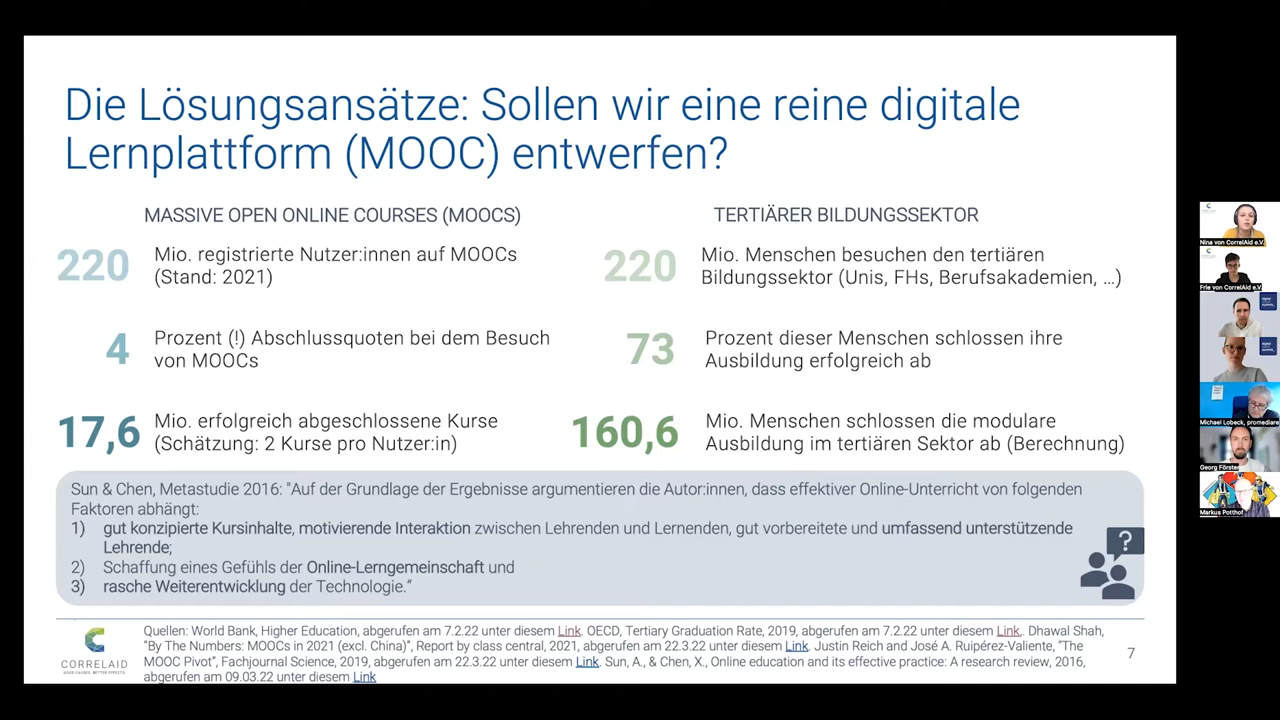 Die Lösungsansätze: Sollen wir eine reine digitale
Lernplattform (MOOC) entwerfen?
MASSIVE OPEN ONLINE COURSES (MOOCS)
220
Mio. registrierte Nutzer:innen auf MOOCs
(Stand: 2021)
4
Prozent (!) Abschlussquoten bei dem Besuch
von MOOCs
17,6
Mio. erfolgreich abgeschlossene Kurse
(Schätzung: 2 Kurse pro Nutzer:in)
TERTIÄRER BILDUNGSSEKTOR
220
Mio. Menschen besuchen den tertiären
Bildungssektor (Unis, FHs, Berufsakademien, …)
73
Prozent dieser Menschen schlossen ihre
Ausbildung erfolgreich ab
160,6
Mio. Menschen schlossen die modulare
Ausbildung im tertiären Sektor ab (Berechnung)
Sun & Chen, Metastudie 2016: "Auf der Grundlage der Ergebnisse argumentieren die Autor:innen, dass effektiver Online-Unterricht von folgenden
Faktoren abhängt:
1) gut konzipierte Kursinhalte, motivierende Interaktion zwischen Lehrenden und Lernenden, gut vorbereitete und umfassend unterstützende
Lehrende;
2) Schaffung eines Gefühls der Online-Lerngemeinschaft und
3) rasche Weiterentwicklung der Technologie.“
?
CORRELAID
GOOD CAUSES. BETTER EFFECTS.
Quellen: World Bank, Higher Education, abgerufen am 7.2.22 unter diesem Link. OECD, Tertiary Graduation Rate, 2019, abgerufen am 7.2.22 unter diesem Link,. Dhawal Shah,
“By The Numbers: MOOCs in 2021 (excl. China)”, Report by class central, 2021, abgerufen am 22.3.22 unter diesem Link. Justin Reich and José A. Ruipérez-Valiente, “The
MOOC Pivot”, Fachjournal Science, 2019, abgerufen am 22.3.22 unter diesem Link. Sun, A., & Chen, X., Online education and its effective practice: A research review, 2016,
abgerufen am 09.03.22 unter diesem Link
7
Nina von CorrelAid e.V.
Frie von CorrelAid e.V.
Michael Lobeck, promediare
Georg Förster
Markus Potthof